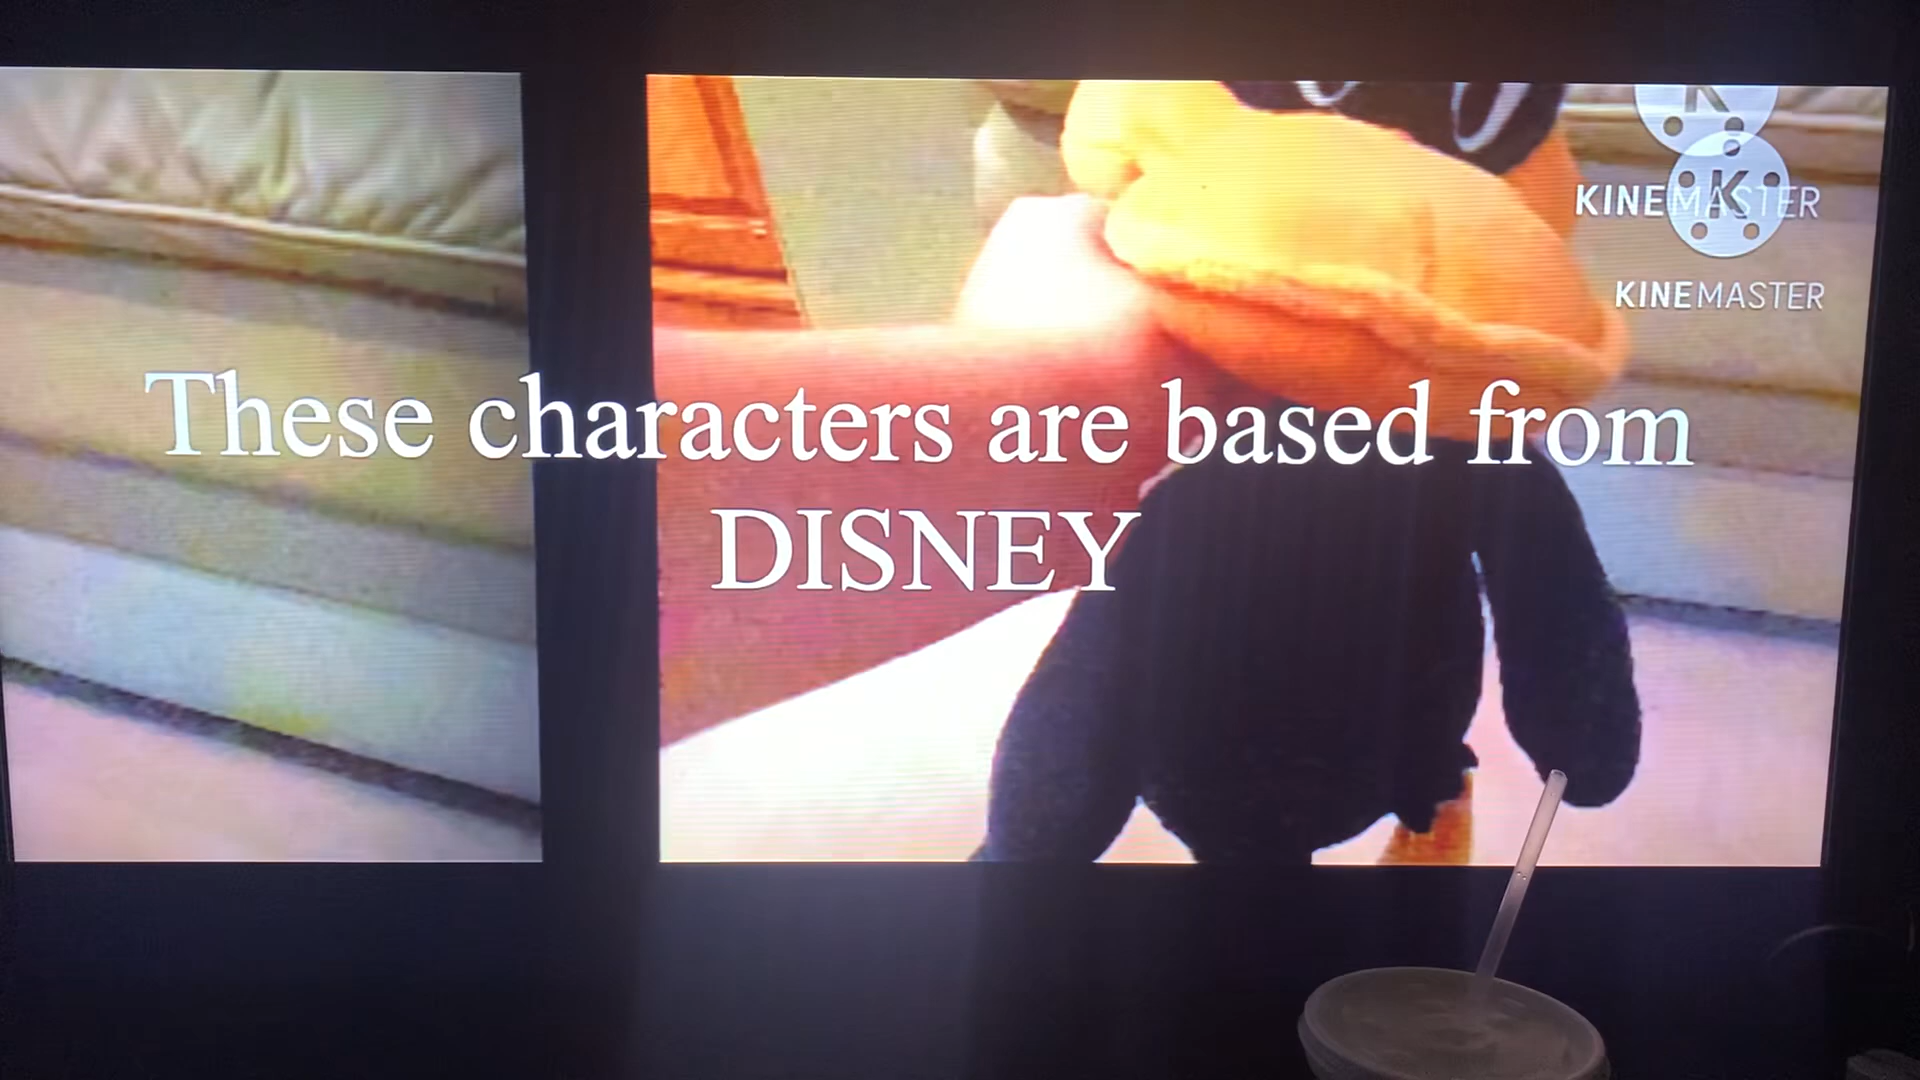 K
K
KINEMASTER
KINEMASTER
These characters are based from
DISNEY